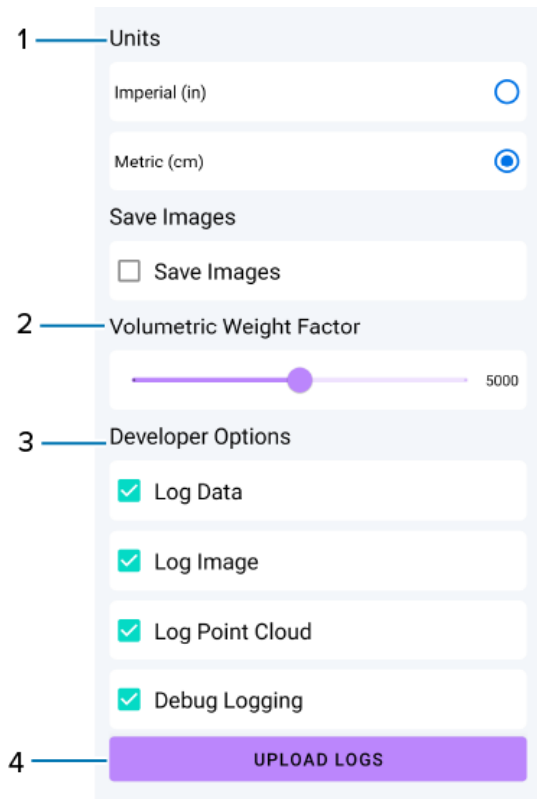 1 Units
Imperial (in)
Metric (cm)
Save Images
Save Images
2 Volumetric Weight Factor
5000
3 Developer Options
Log Data
Log Image
Log Point Cloud
Debug Logging
4 UPLOAD LOGS